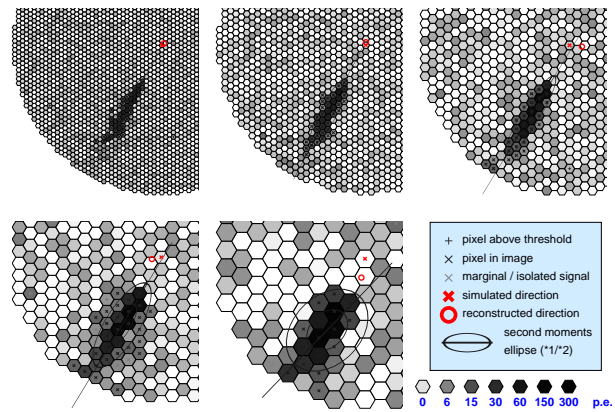 pixel above threshold
pixel in image
marginal / isolated signal
simulated direction
reconstructed direction
second moments
ellipse (*1/*2)
0 6 15 30 60 150 300 p.e.